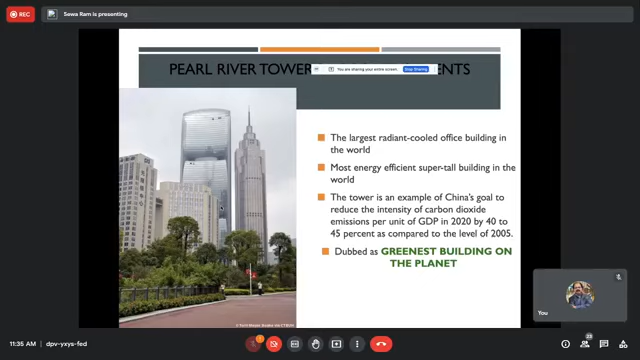 REC
Sewa Ram is presenting
PEARL RIVER TOWER
ENTS
You are sharing your entire screen.
Stop Sharing
The largest radiant-cooled office building in
the world
Most energy efficient super-tall building in the
world
The tower is an example of China's goal to
reduce the intensity of carbon dioxide
emissions per unit of GDP in 2020 by 40 to
45 percent as compared to the level of 2005.
Dubbed as GREENEST BUILDING ON
THE PLANET
You
11:35 AM
dpv-yxys-fed